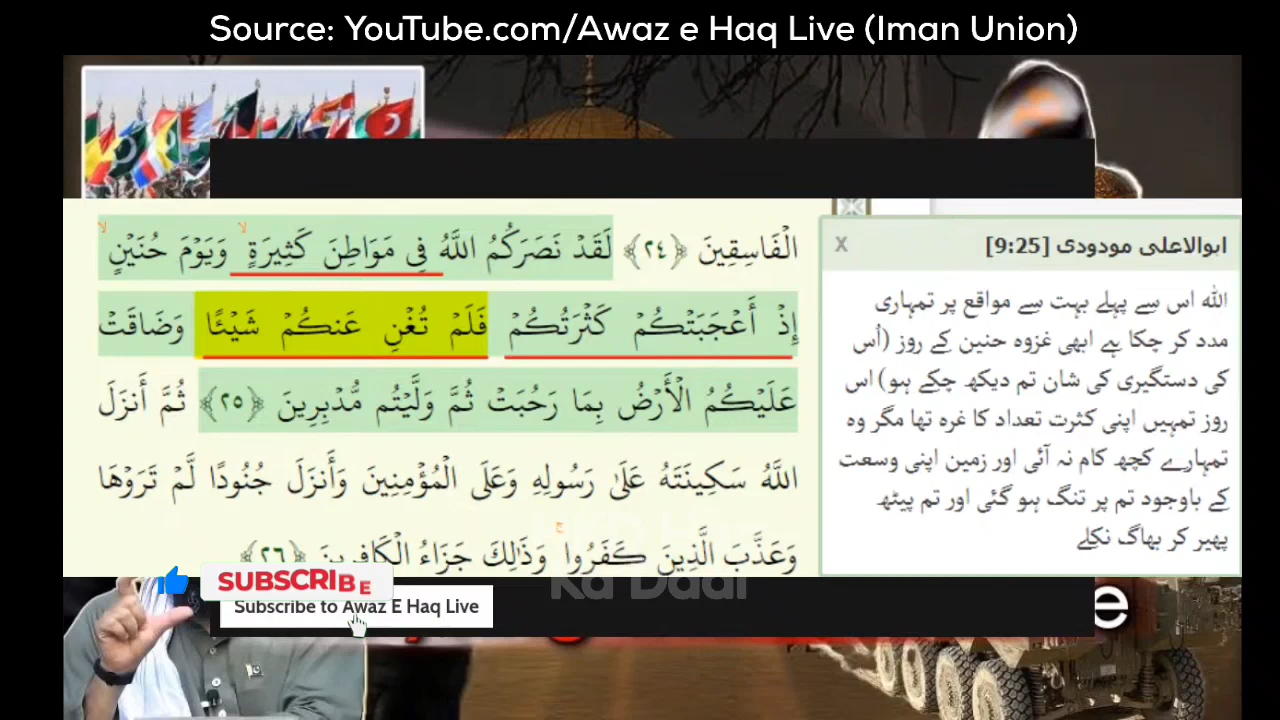 Source: YouTube.com/Awaz e Haq Live (Iman Union)
الْفَاسِقِينَ ﴿٢٤﴾ لَقَدْ نَصَرَكُمُ اللَّهُ فِي مَوَاطِنَ كَثِيرَةٍ ۙ وَيَوْمَ حُنَيْنٍ ۙ
إِذْ أَعْجَبَتْكُمْ كَثْرَتُكُمْ فَلَمْ تُغْنِ عَنكُمْ شَيْئًا وَضَاقَتْ
عَلَيْكُمُ الْأَرْضُ بِمَا رَحُبَتْ ثُمَّ وَلَّيْتُم مُّدْبِرِينَ ﴿٢٥﴾ ثُمَّ أَنزَلَ
اللَّهُ سَكِينَتَهُ عَلَىٰ رَسُولِهِ وَعَلَى الْمُؤْمِنِينَ وَأَنزَلَ جُنُودًا لَّمْ تَرَوْهَا
وَعَذَّبَ الَّذِينَ كَفَرُوا ۚ وَذَٰلِكَ جَزَاءُ الْكَافِرِينَ ﴿٢٦﴾
X
ابوالاعلی مودودی [9:25]
اللہ اس سے پہلے بہت سے مواقع پر تمہاری
مدد کر چکا ہے ابھی غزوہ حنین کے روز (اُس
کی دستگیری کی شان تم دیکھ چکے ہو) اس
روز تمہیں اپنی کثرت تعداد کا غرہ تھا مگر وہ
تمہارے کچھ کام نہ آئی اور زمین اپنی وسعت
کے باوجود تم پر تنگ ہو گئی اور تم پیٹھ
پھیر کر بھاگ نکلے
Ka Daai
SUBSCRIBE
Subscribe to Awaz E Haq Live